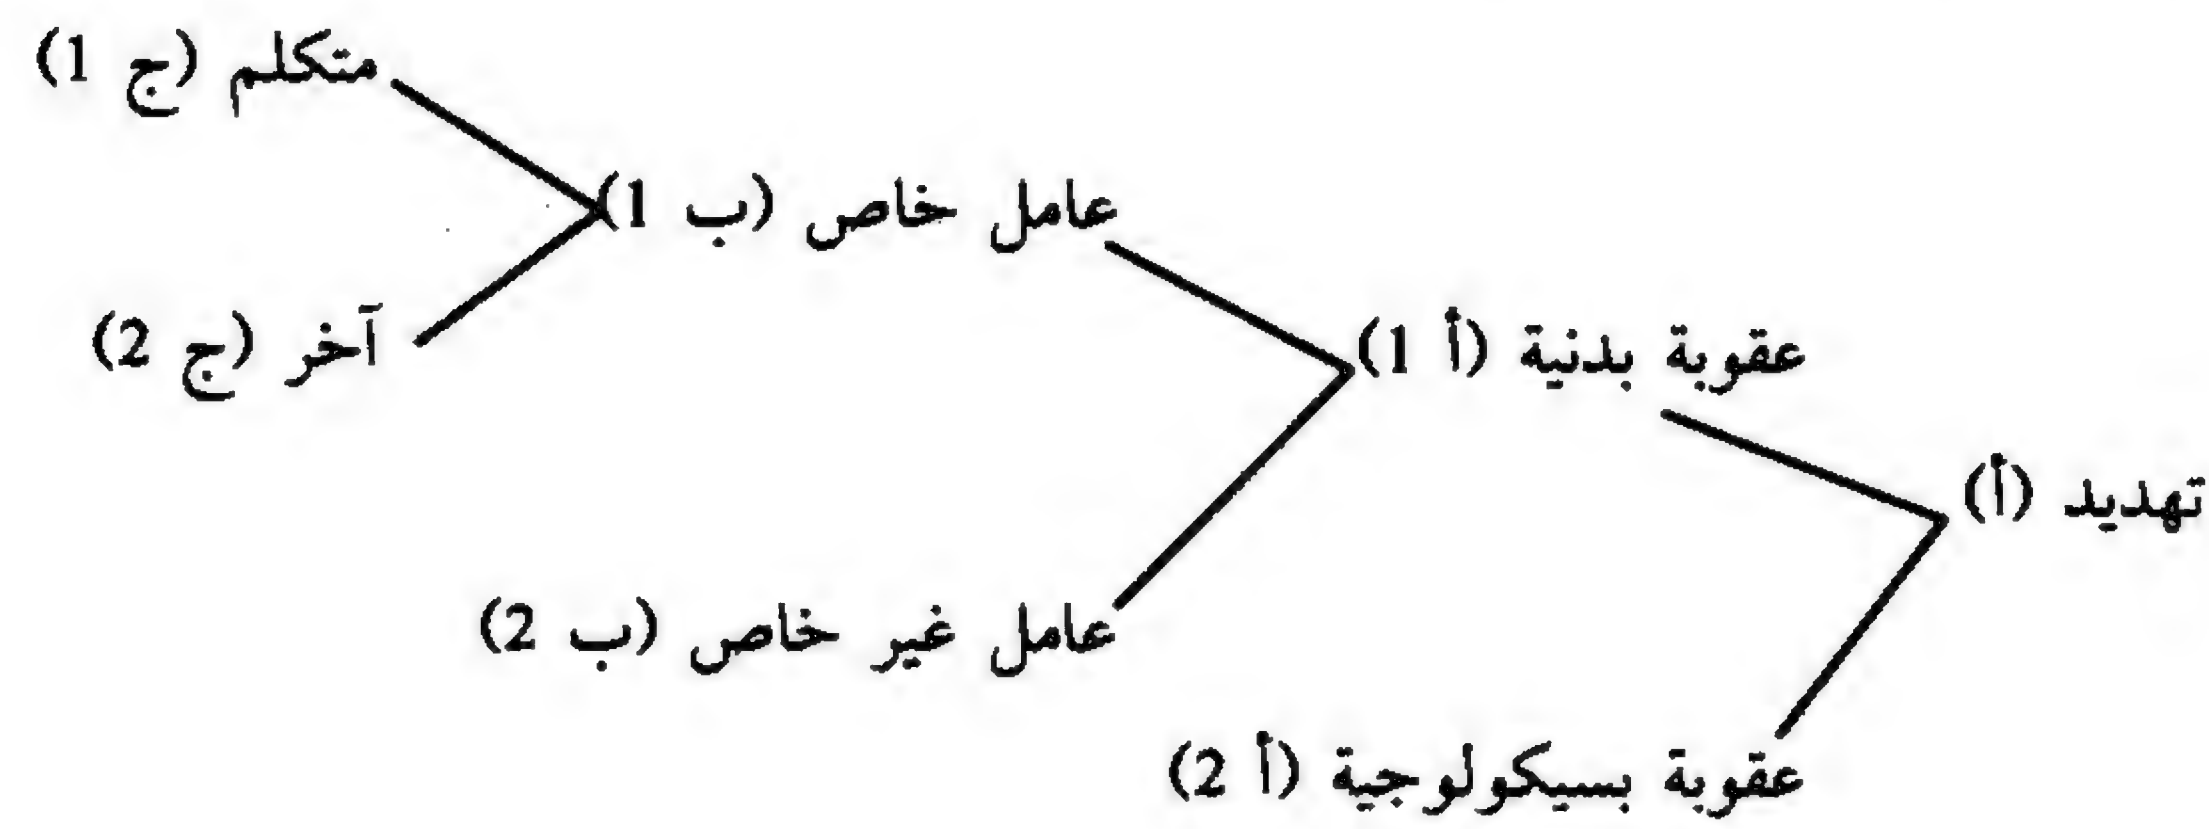 متكلم (ج 1)
عامل خاص (ب 1)
آخر (ج 2)
عقوبة بدنية (أ 1)
تهديد (أ)
عامل غير خاص (ب 2)
عقوبة بسيكولوجية (أ 2)